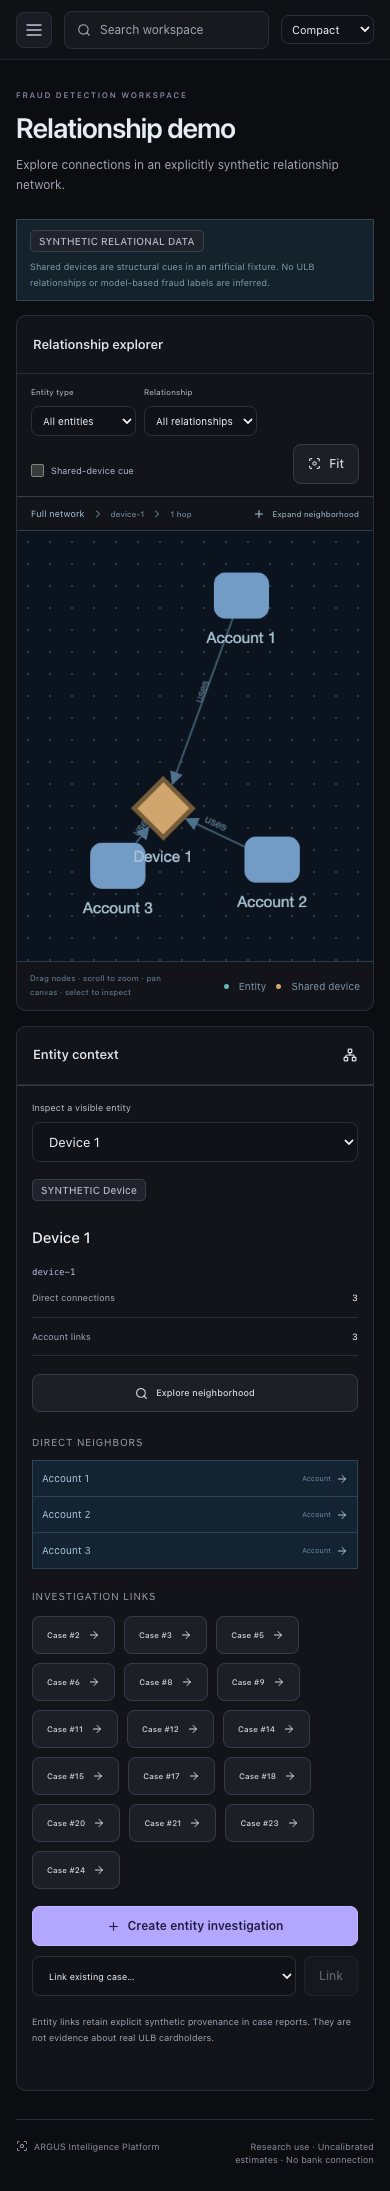 Search workspace
Compact
FRAUD DETECTION WORKSPACE
Relationship demo
Explore connections in an explicitly synthetic relationship
network.
SYNTHETIC RELATIONAL DATA
Shared devices are structural cues in an artificial fixture. No ULB
relationships or model-based fraud labels are inferred.
Relationship explorer
Entity type
Relationship
All entities
All relationships
Shared-device cue
Fit
Full network
device-1
1 hop
Expand neighborhood
Account 1
uses
uses
uses
Device 1
Account 3
Account 2
Drag nodes · scroll to zoom · pan
canvas · select to inspect
Entity
Shared device
Entity context
Inspect a visible entity
Device 1
SYNTHETIC Device
Device 1
device-1
Direct connections 3
Account links 3
Explore neighborhood
DIRECT NEIGHBORS
Account 1 Account
Account 2 Account
Account 3 Account
INVESTIGATION LINKS
Case #2 Case #3 Case #5
Case #6 Case #8 Case #9
Case #11 Case #12 Case #14
Case #15 Case #17 Case #18
Case #20 Case #21 Case #23
Case #24
Create entity investigation
Link existing case...
Link
Entity links retain explicit synthetic provenance in case reports. They are
not evidence about real ULB cardholders.
ARGUS Intelligence Platform
Research use · Uncalibrated
estimates · No bank connection